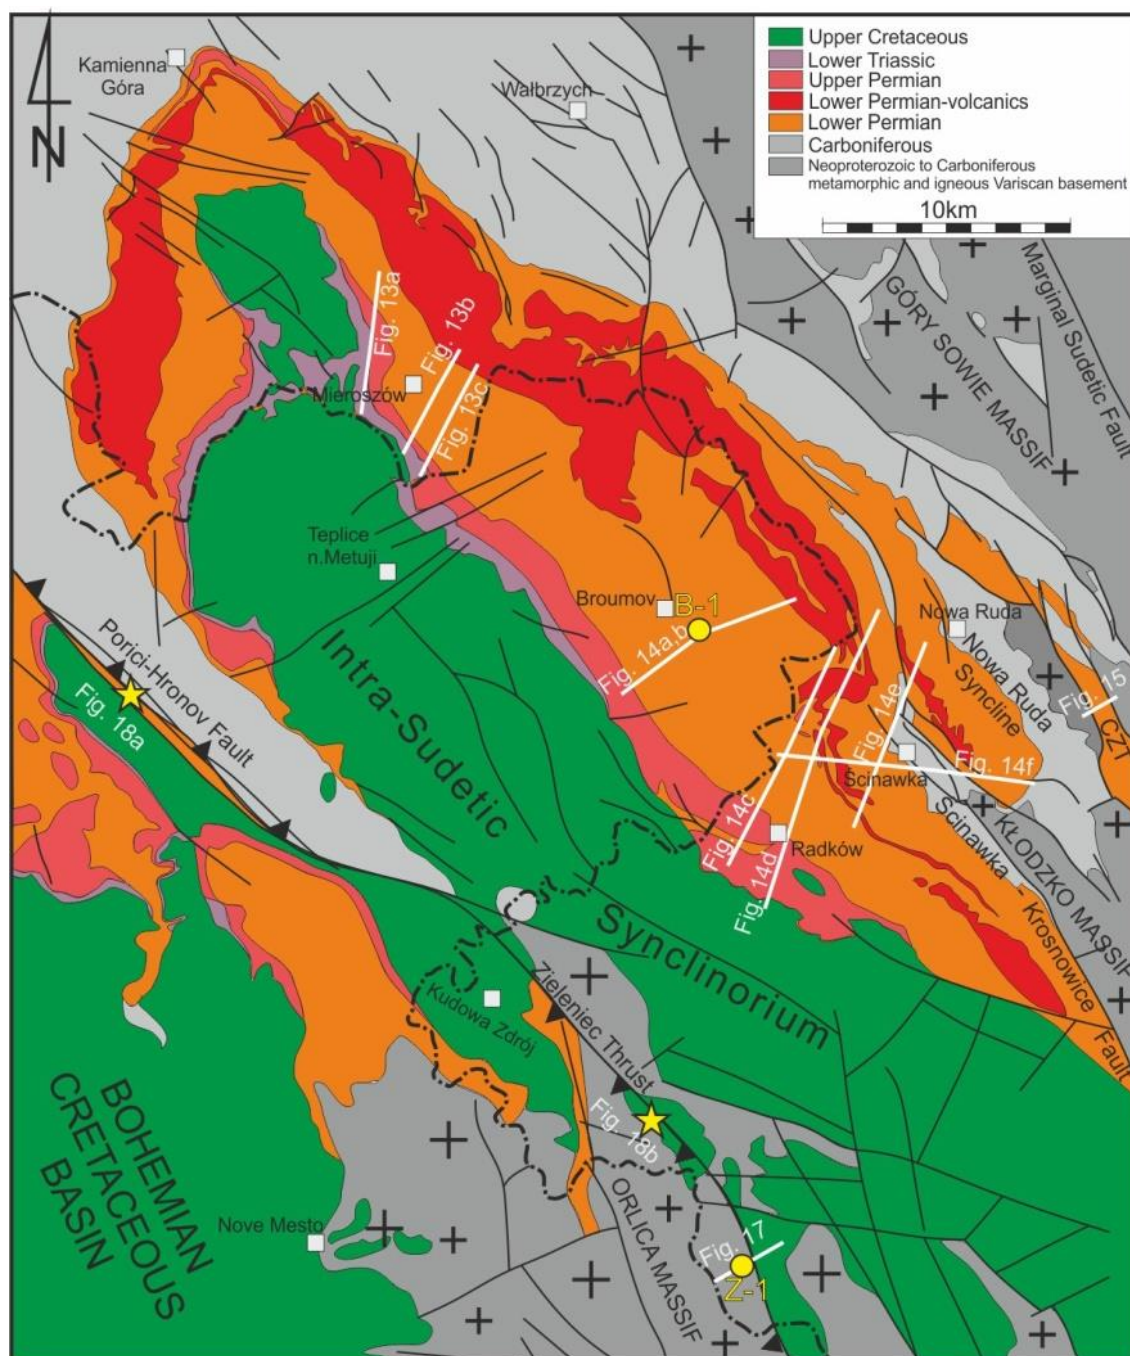 Kamienna
Góra
N
Wałbrzych
Upper Cretaceous
Lower Triassic
Upper Permian
Lower Permian-volcanics
Lower Permian
Carboniferous
Neoproterozoic to Carboniferous
metamorphic and igneous Variscan basement
10km
Marginal Sudetic Fault
GÓRY SOWIE MASSIF
Fig. 13a
Fig. 13b
Fig. 13c
Mieroszów
Teplice
n.Metuji
Broumov
B-1
Fig. 14a,b
Nowa Ruda
Nowa Ruda
Syncline
Fig. 15
CZT
Porici-Hronov Fault
Fig. 18a
Intra-Sudetic
Synclinorium
Fig. 14e
Fig. 14f
Ścinawka
Fig. 14c
Fig. 14d
Radków
Ścinawka
Krosnowice
Fault
KŁODZKO MASSIF
Kudowa Zdrój
Zieleniec Thrust
Fig. 18b
BOHEMIAN
CRETACEOUS
BASIN
Nove Mesto
ORLICA MASSIF
Fig. 17
Z-1